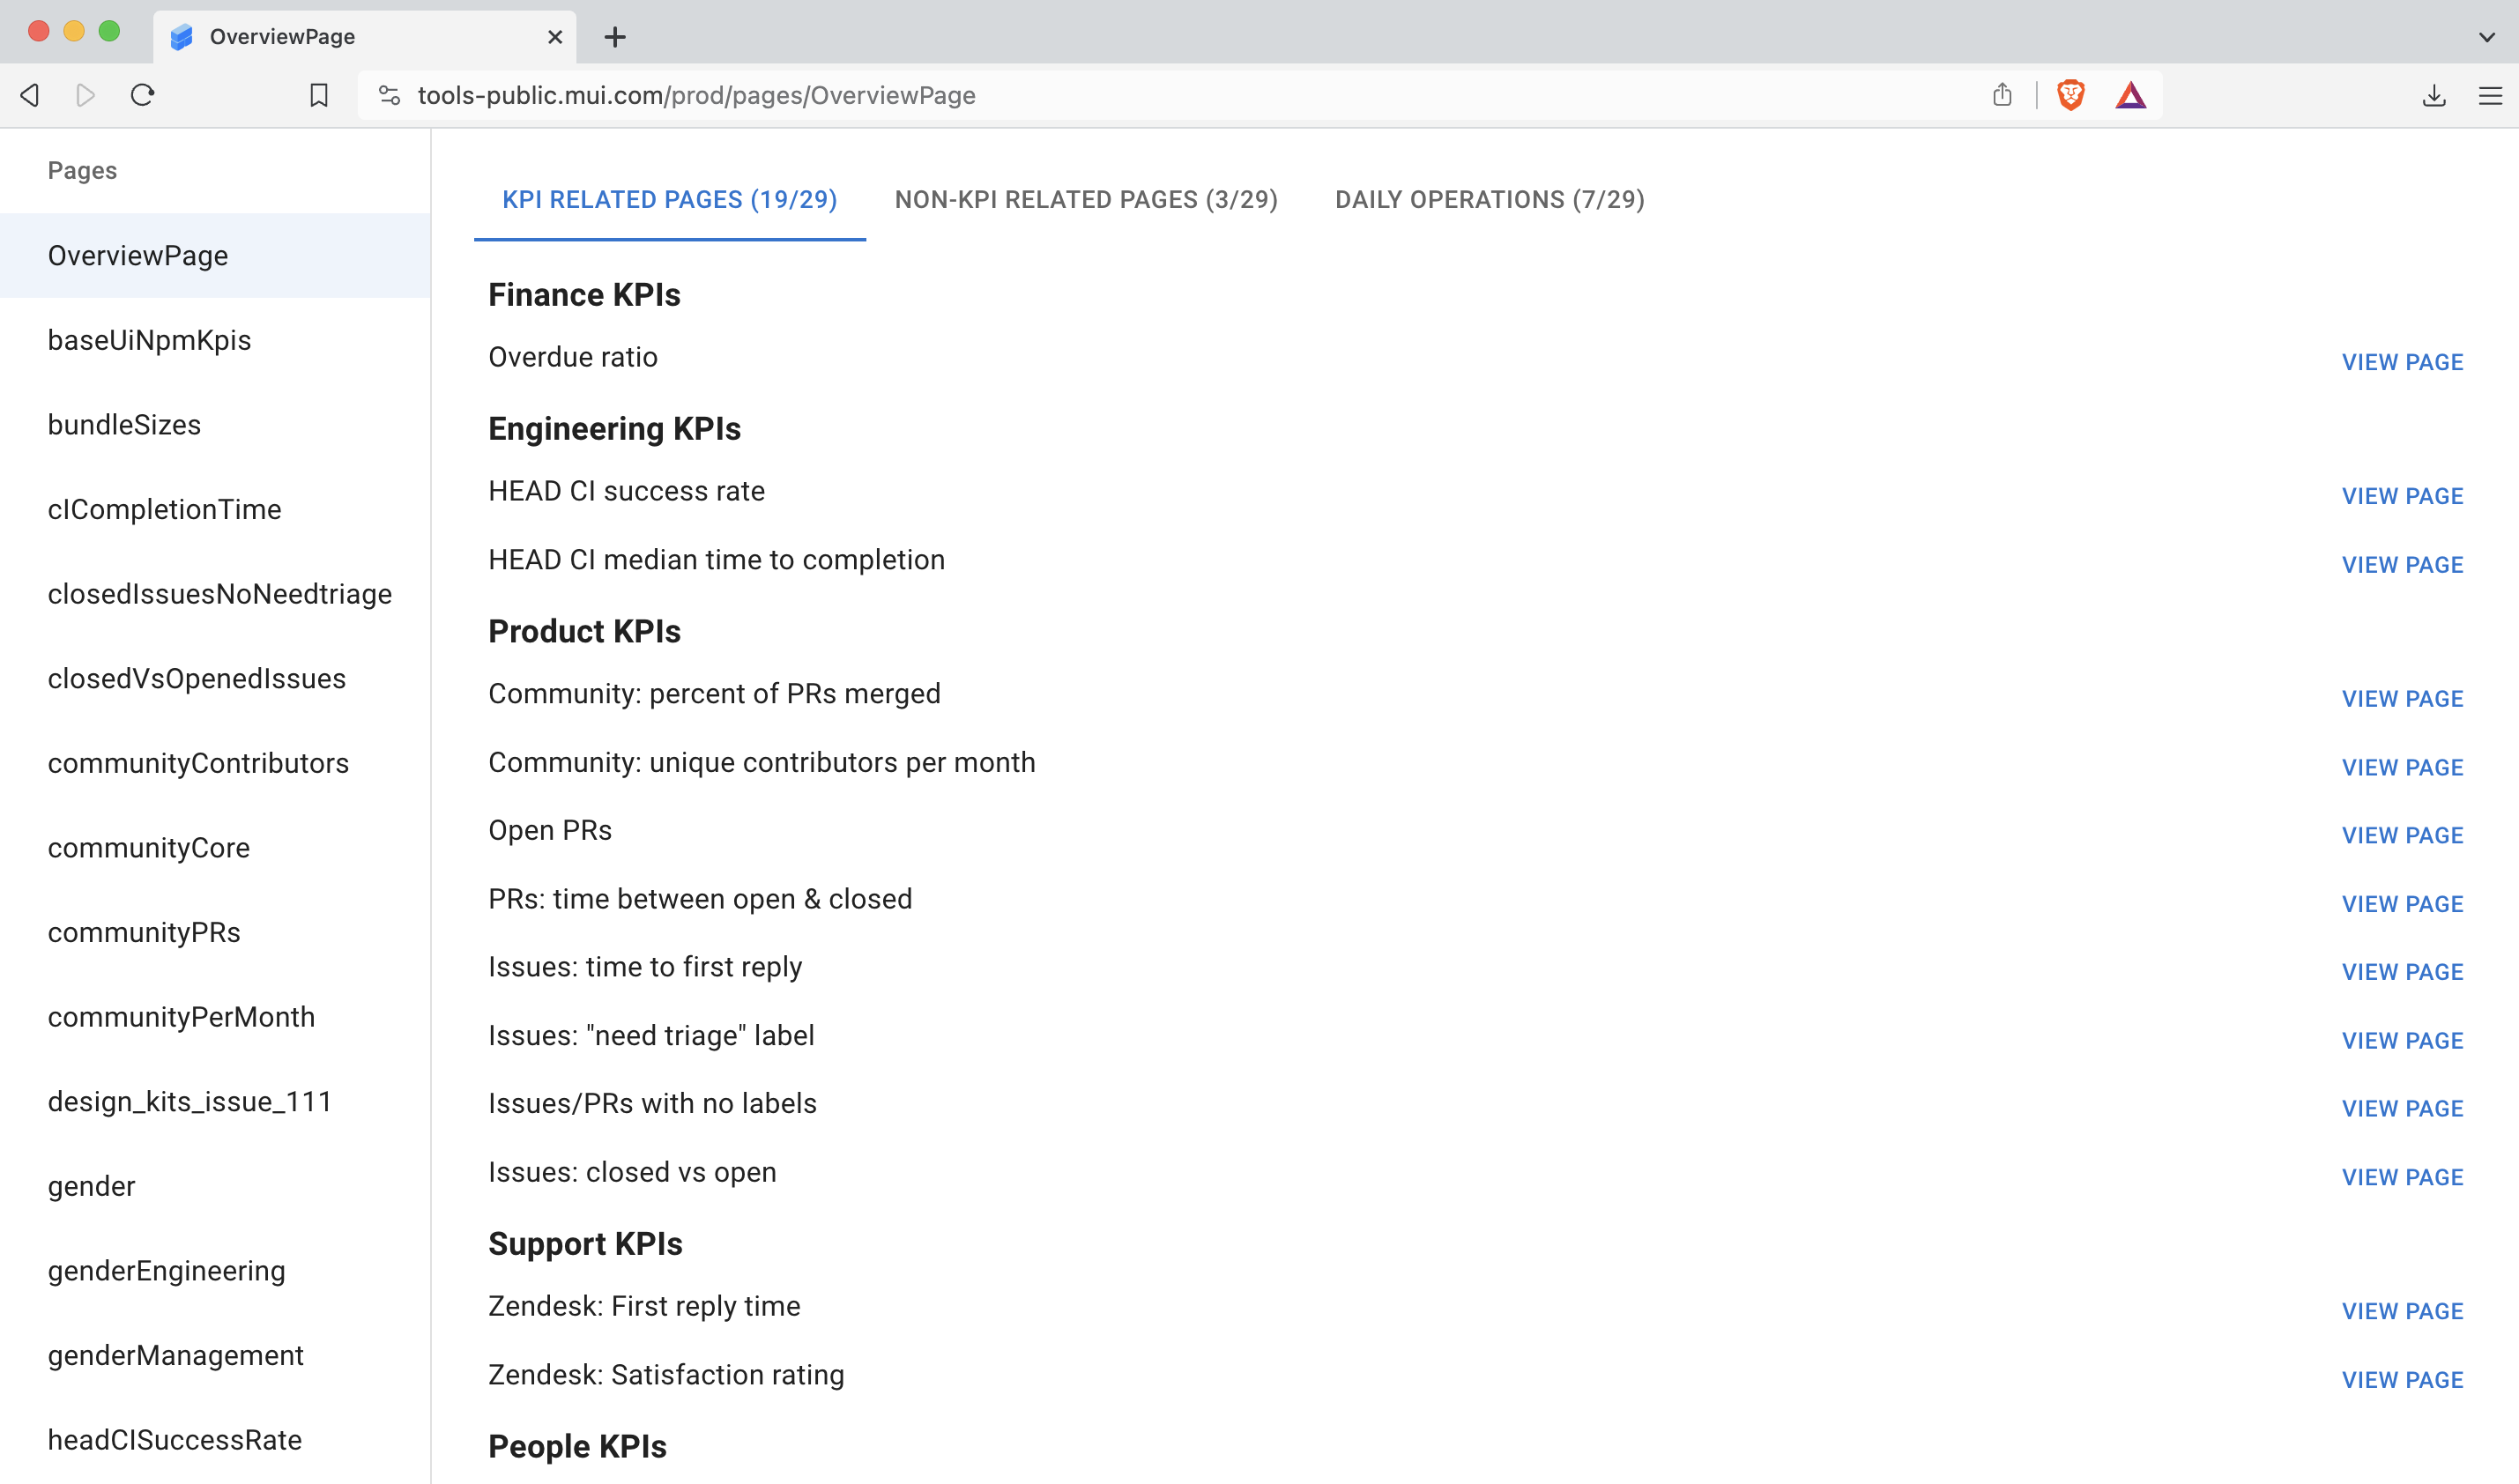 OverviewPage
tools-public.mui.com/prod/pages/OverviewPage
Pages
OverviewPage
baseUiNpmKpis
bundleSizes
cICompletionTime
closedIssuesNoNeedtriage
closedVsOpenedIssues
communityContributors
communityCore
communityPRs
communityPerMonth
design_kits_issue_111
gender
genderEngineering
genderManagement
headCISuccessRate
KPI RELATED PAGES (19/29) NON-KPI RELATED PAGES (3/29) DAILY OPERATIONS (7/29)
Finance KPIs
Overdue ratio VIEW PAGE
Engineering KPIs
HEAD CI success rate VIEW PAGE
HEAD CI median time to completion VIEW PAGE
Product KPIs
Community: percent of PRs merged VIEW PAGE
Community: unique contributors per month VIEW PAGE
Open PRs VIEW PAGE
PRs: time between open & closed VIEW PAGE
Issues: time to first reply VIEW PAGE
Issues: "need triage" label VIEW PAGE
Issues/PRs with no labels VIEW PAGE
Issues: closed vs open VIEW PAGE
Support KPIs
Zendesk: First reply time VIEW PAGE
Zendesk: Satisfaction rating VIEW PAGE
People KPIs